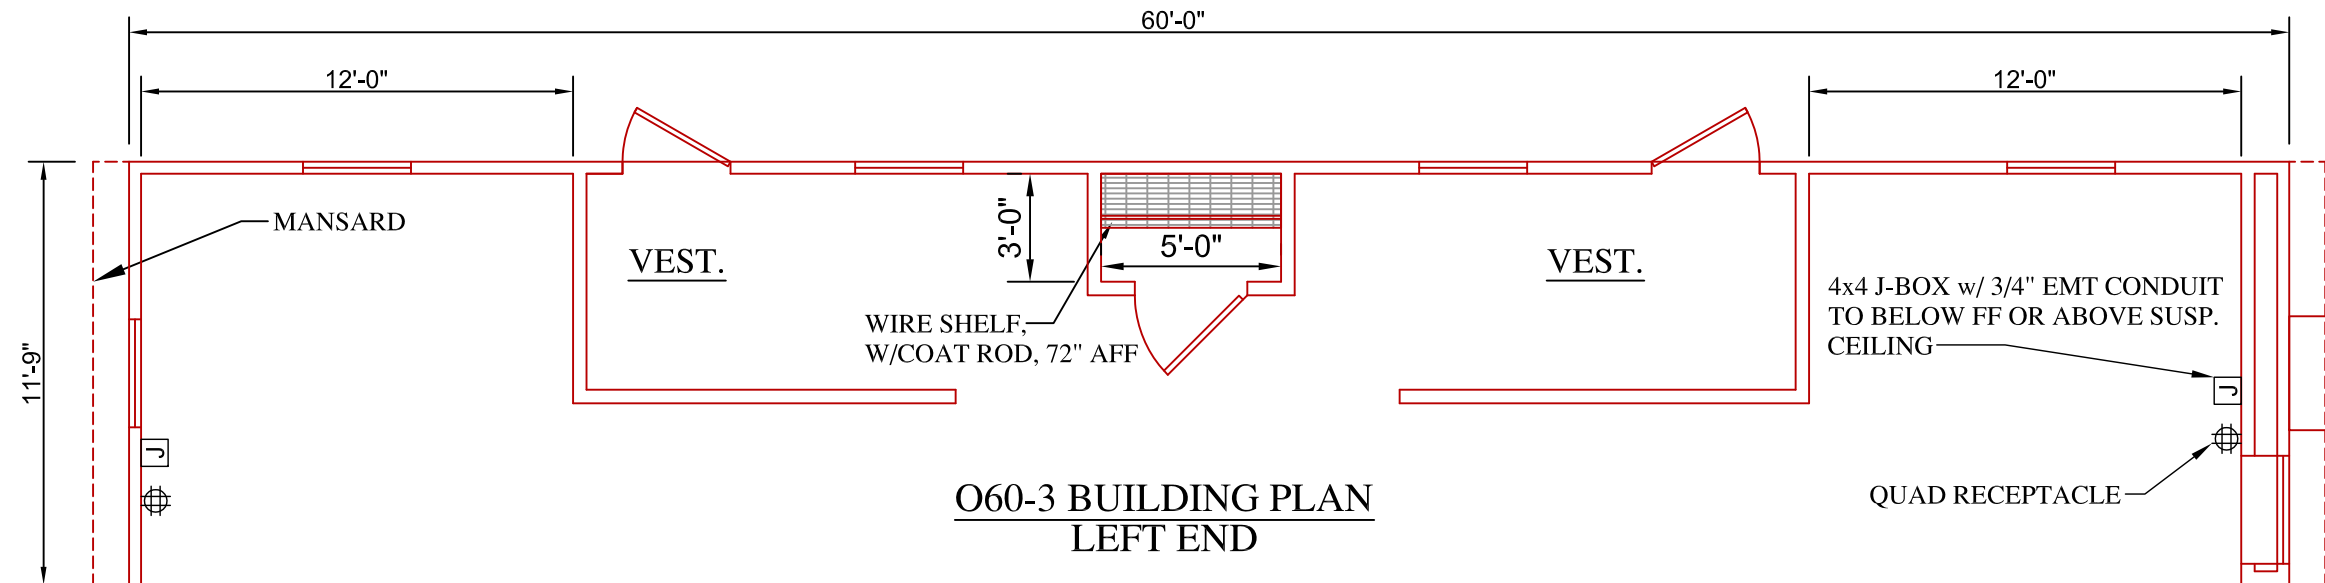 60'-0"
12'-0"
12'-0"
MANSARD
3'-0"
5'-0"
VEST.
VEST.
4x4 J-BOX w/ 3/4" EMT CONDUIT
TO BELOW FF OR ABOVE SUSP.
CEILING
WIRE SHELF,
W/COAT ROD, 72" AFF
11'-9"
J
J
QUAD RECEPTACLE
O60-3 BUILDING PLAN
LEFT END